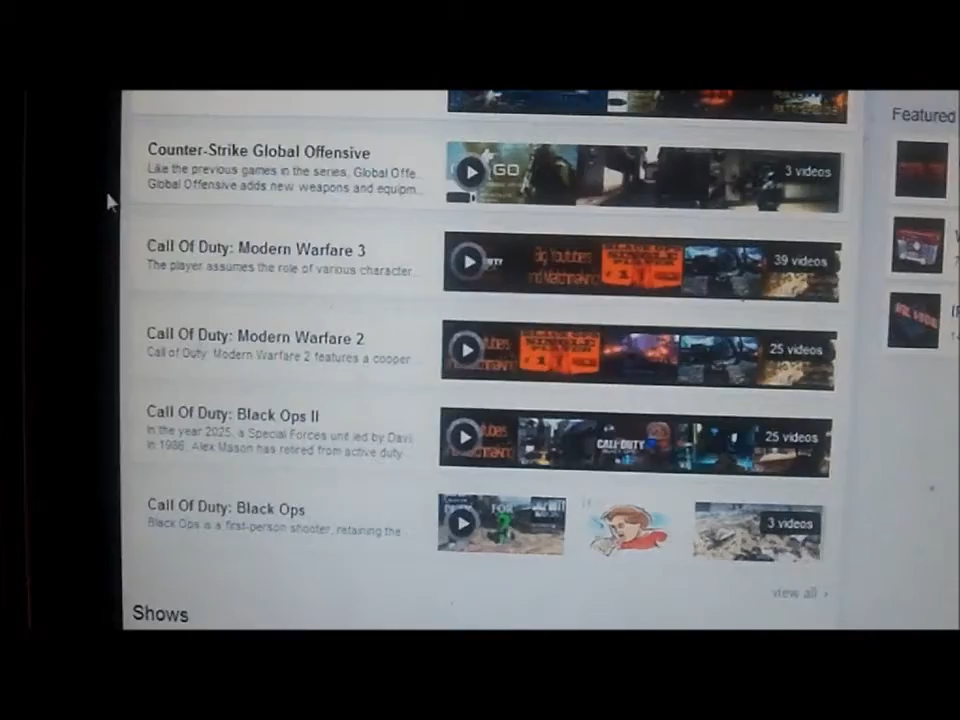 Featured
Counter-Strike Global Offensive
Like the previous games in the series, Global Offe...
Global Offensive adds new weapons and equipm...
GO
3 videos
Call Of Duty: Modern Warfare 3
The player assumes the role of various character...
big Youtubers
and Matchmaking
39 videos
Call Of Duty: Modern Warfare 2
Call of Duty: Modern Warfare 2 features a cooper
25 videos
Call Of Duty: Black Ops II
In the year 2025, a Special Forces unit led by Davi
in 1986, Alex Mason has retired from active duty
CALL·DUTY
25 videos
Call Of Duty: Black Ops
Black Ops is a first-person shooter, retaining the
FOR
3 videos
view all ›
Shows